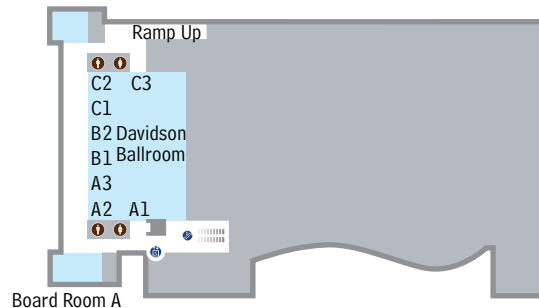 Ramp Up
C2 C3
C1
B2 Davidson
B1 Ballroom
A3
A2 A1
Board Room A